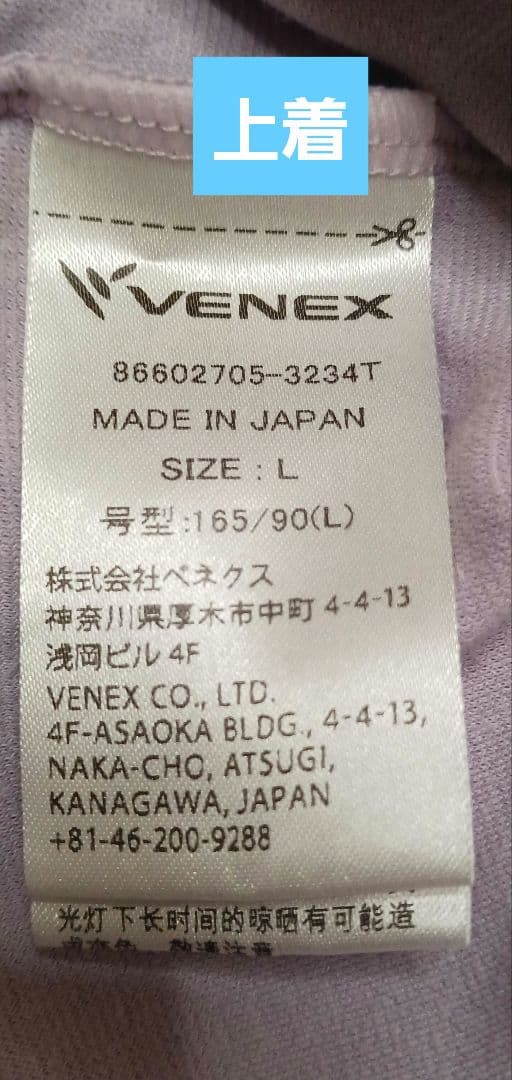 上着
VENEX
86602705-3234T
MADE IN JAPAN
SIZE : L
号型:165/90(L)
株式会社ベネクス
神奈川県厚木市中町 4-4-13
浅岡ビル 4F
VENEX CO., LTD.
4F-ASAOKA BLDG., 4-4-13,
NAKA-CHO, ATSUGI,
KANAGAWA, JAPAN
+81-46-200-9288
光灯下长时间的晾晒有可能造